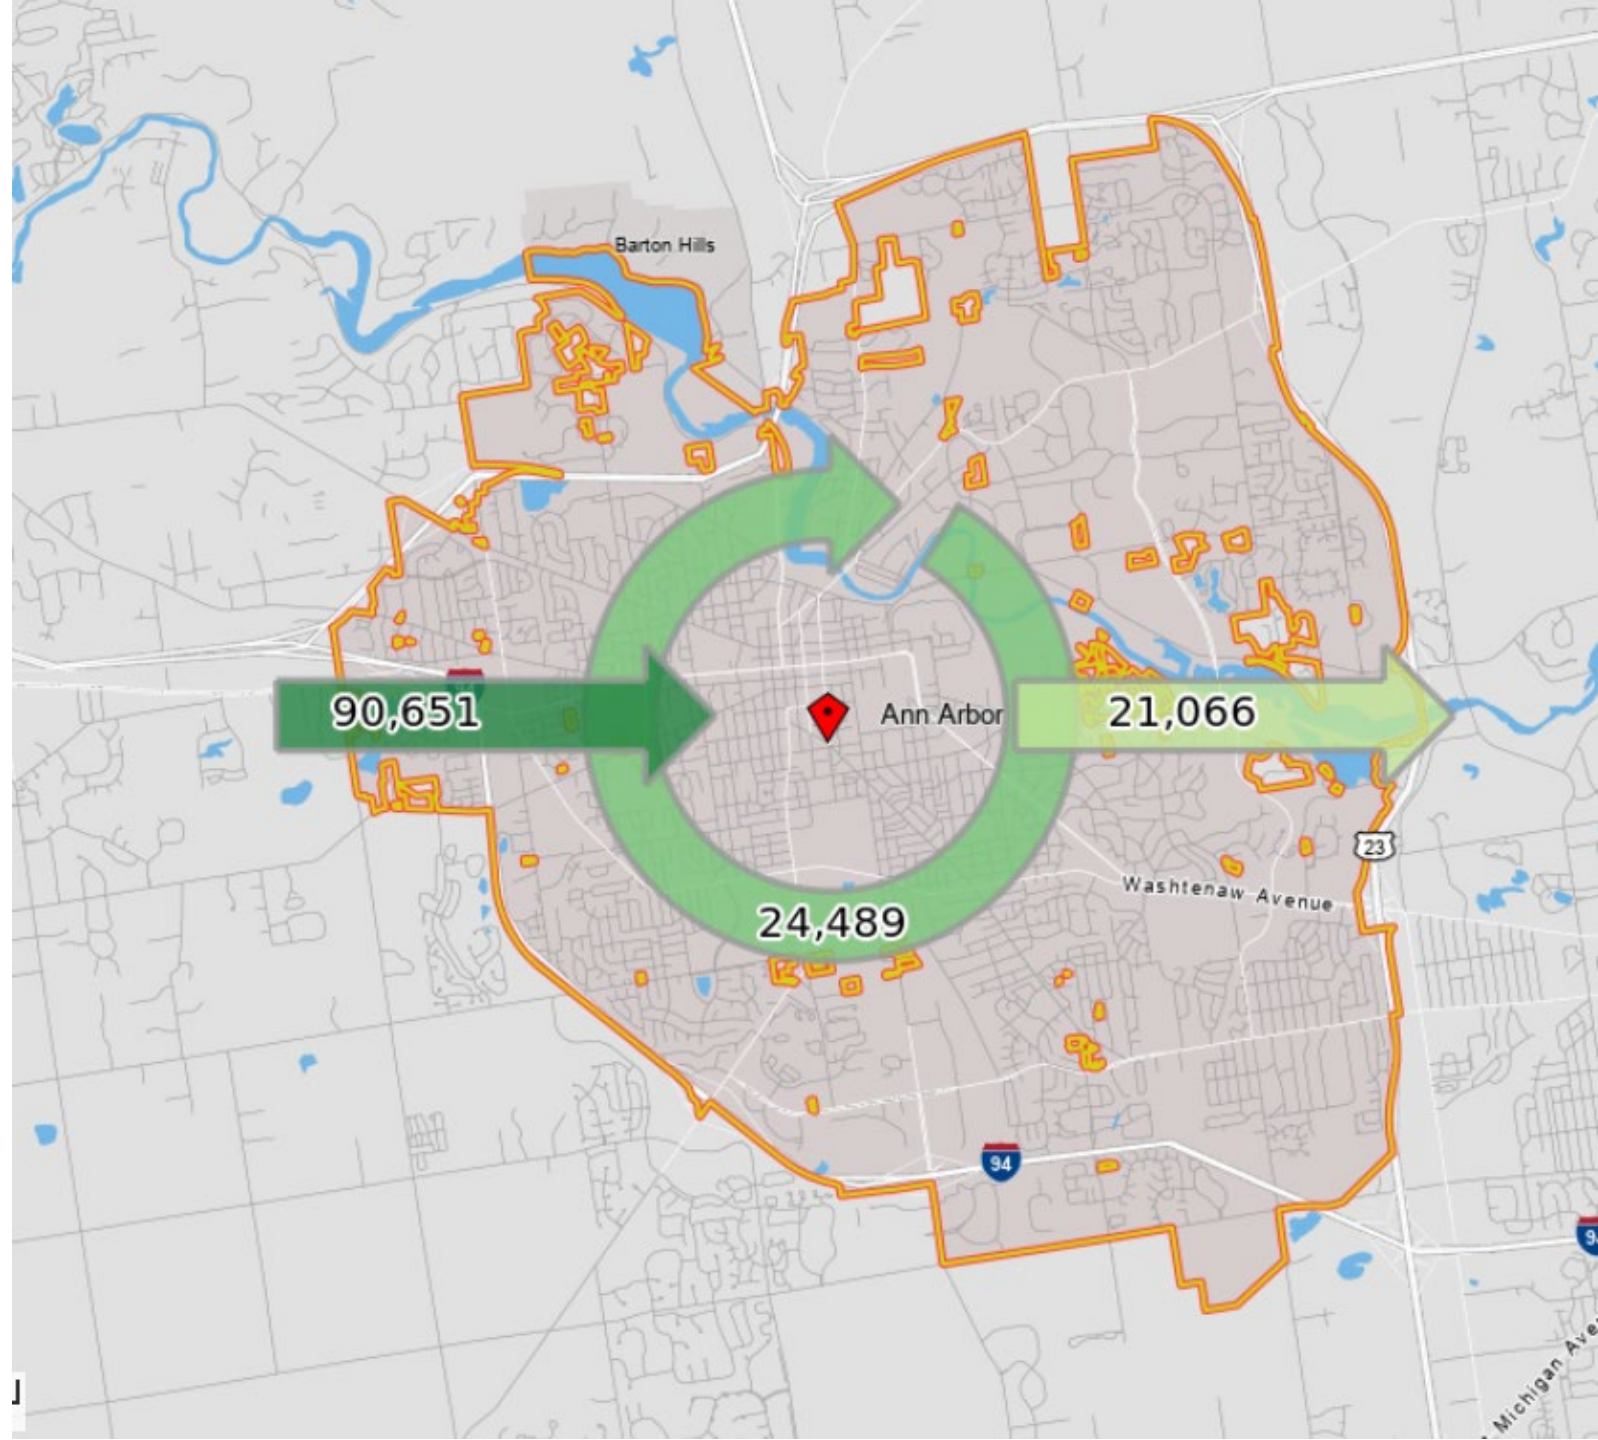 Barton Hills
90,651
Ann Arbor
21,066
23
Washtenaw Avenue
24,489
94
Michigan Ave